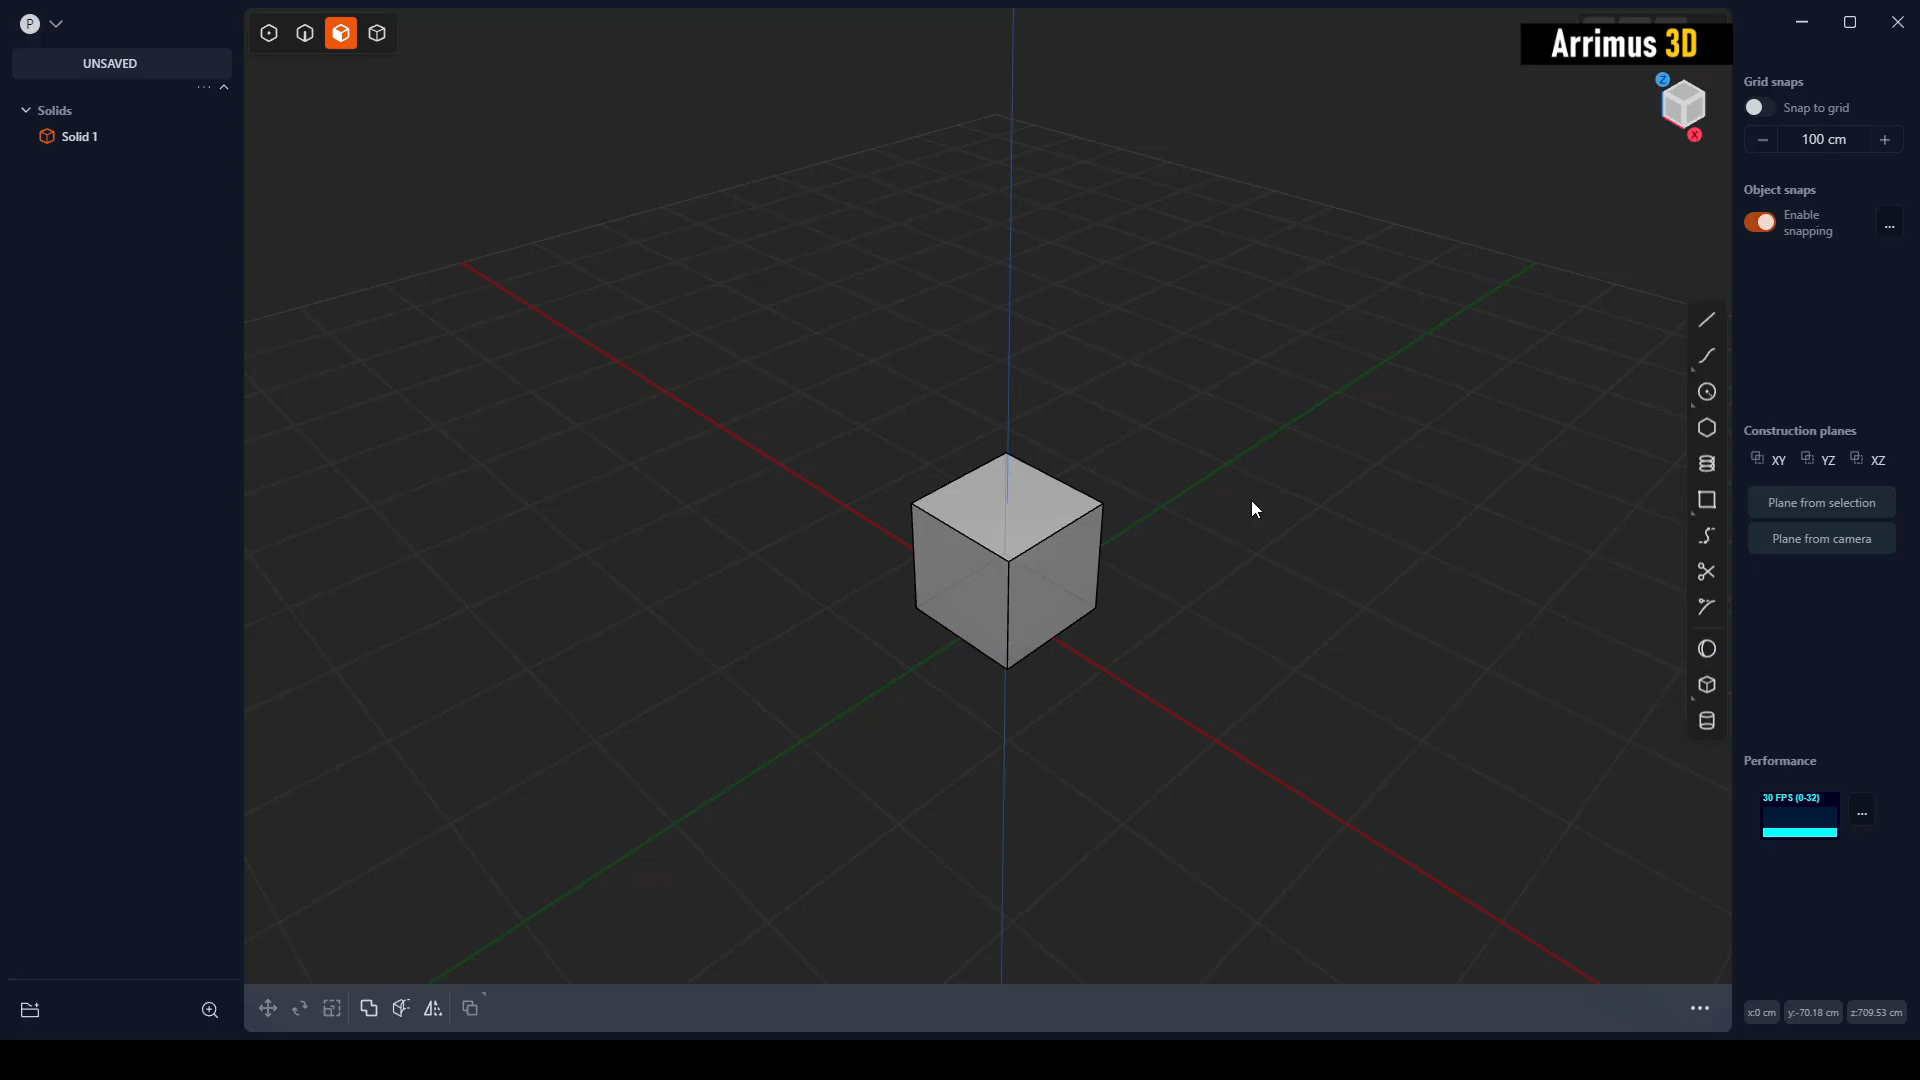 P
UNSAVED
Solids
Solid 1
Arrimus 3D
Z
X
Grid snaps
Snap to grid
100 cm
Object snaps
Enable
snapping
...
Construction planes
XY YZ XZ
Plane from selection
Plane from camera
Performance
30 FPS (0-32)
...
x:0 cm y:-70.18 cm z:709.53 cm